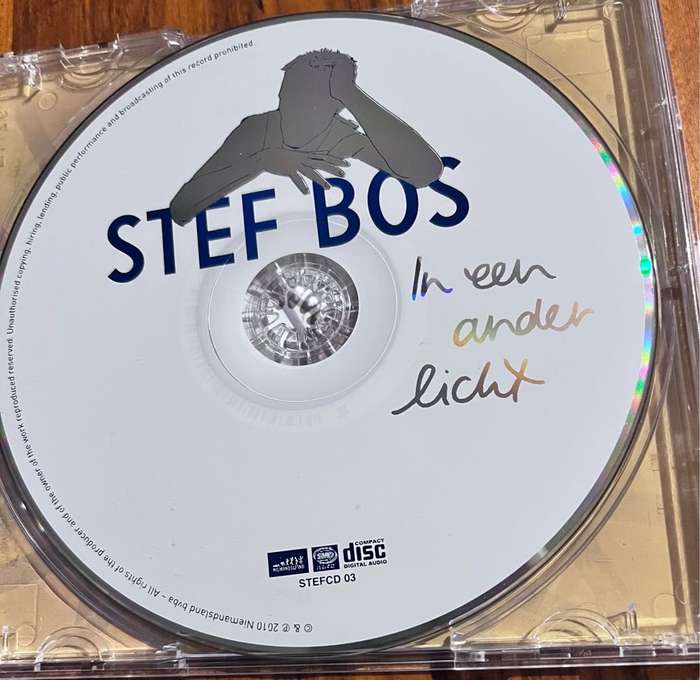 STEF BOS
In een
ander
licht
NIEMANDSLAND
COMPACT
disc
DIGITAL AUDIO
STEFCD 03
© & ℗ 2010 Niemandsland bvba – All rights of the producer and of the owner of the work reproduced reserved. Unauthorised copying, hiring, lending, public performance and broadcasting of this record prohibited.